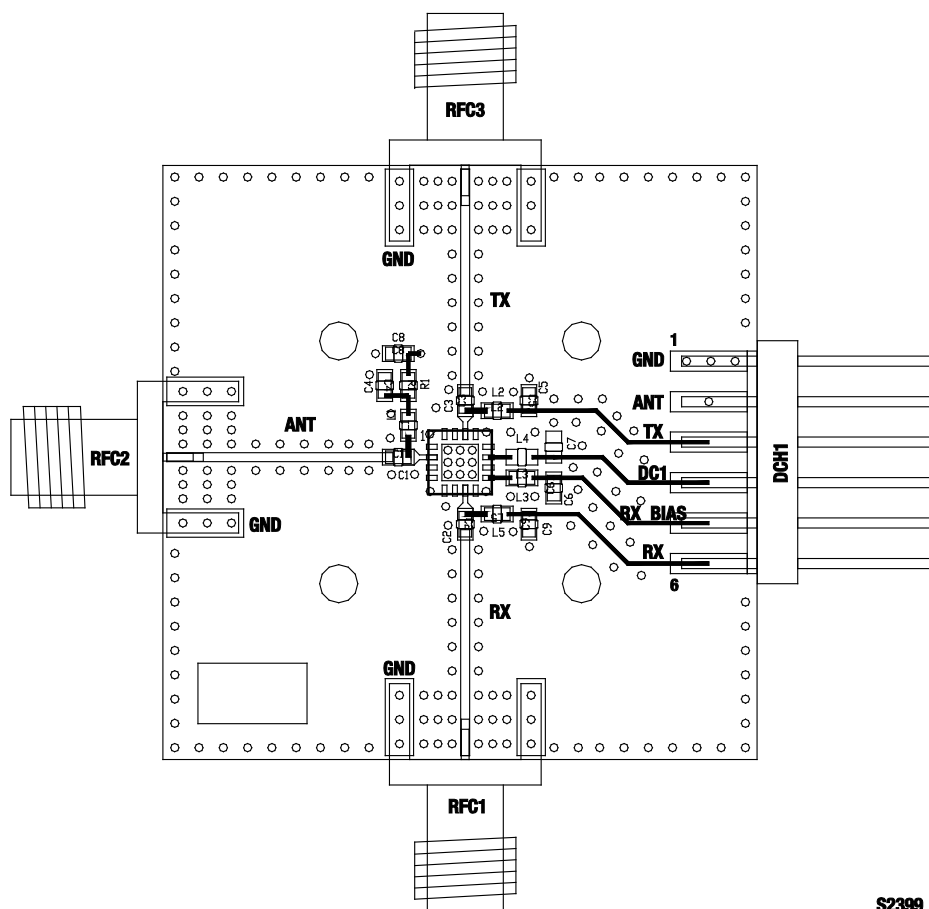 RFC3
GND
TX
C8
C4
R1
C3
L2
C5
1
GND
ANT
TX
DC1
RX BIAS
RX
6
DCH1
ANT
RFC2
GND
1
C1
L4
C7
L3
C6
C2
L5
C9
RX
GND
RFC1
S2399